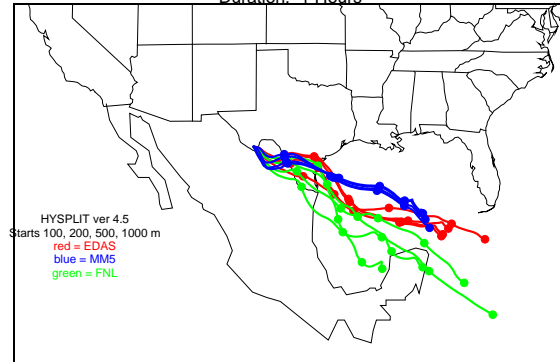 HYSPLIT ver 4.5
Starts 100, 200, 500, 1000 m
red = EDAS
blue = MM5
green = FNL